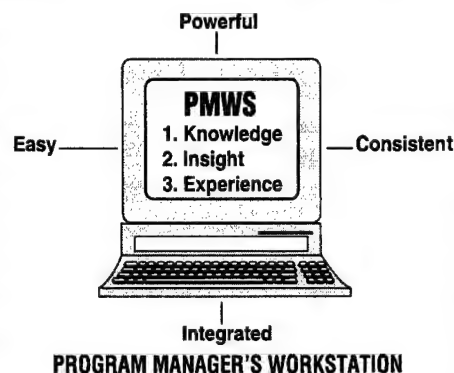 Powerful
PMWS
1. Knowledge
Easy
2. Insight
Consistent
3. Experience
Integrated
PROGRAM MANAGER'S WORKSTATION